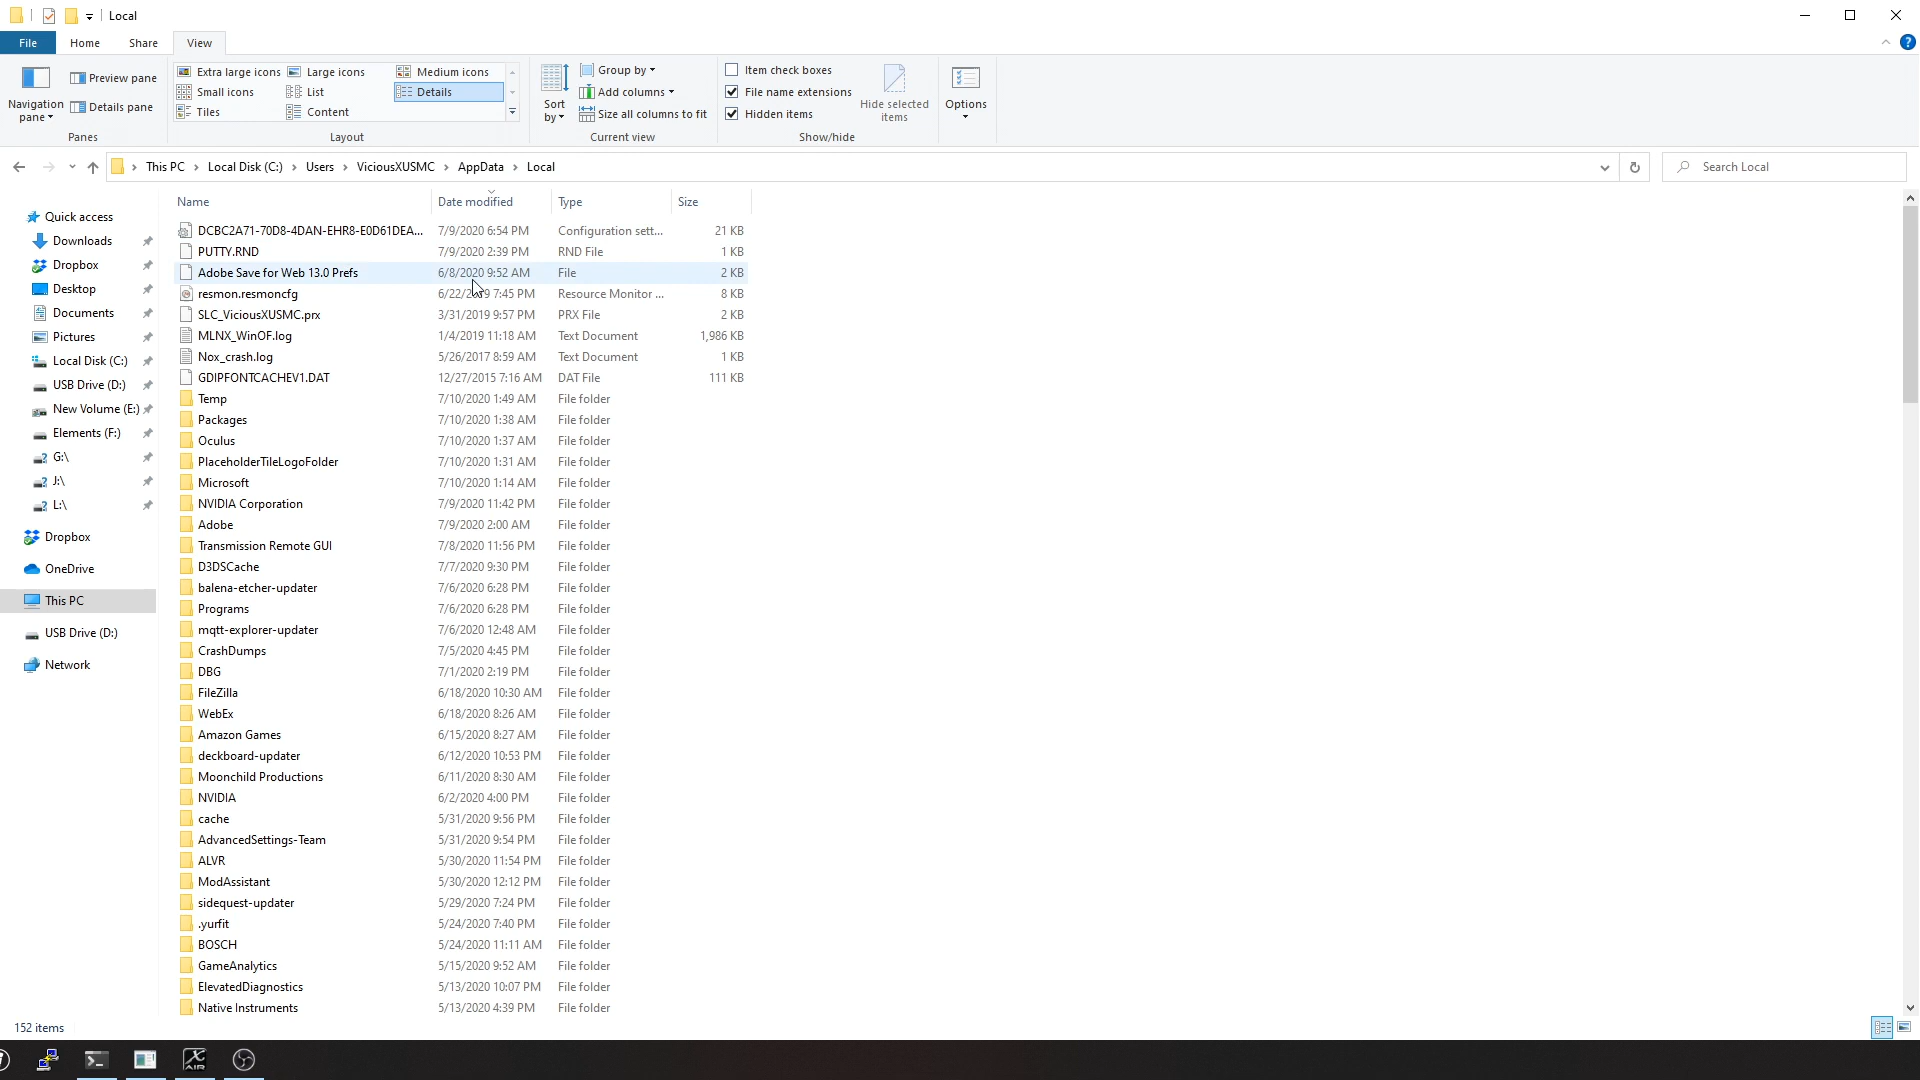 Local
File Home Share View
Navigation pane
Preview pane
Details pane
Panes
Extra large icons Large icons Medium icons
Small icons List Details
Tiles Content
Layout
Sort by
Group by
Add columns
Size all columns to fit
Current view
Item check boxes
File name extensions
Hidden items
Hide selected items
Show/hide
Options
This PC › Local Disk (C:) › Users › ViciousXUSMC › AppData › Local
Search Local
Quick access
Downloads
Dropbox
Desktop
Documents
Pictures
Local Disk (C:)
USB Drive (D:)
New Volume (E:)
Elements (F:)
G:\
J:\
L:\
Dropbox
OneDrive
This PC
USB Drive (D:)
Network
Name Date modified Type Size
DCBC2A71-70D8-4DAN-EHR8-E0D61DEA... 7/9/2020 6:54 PM Configuration sett... 21 KB
PUTTY.RND 7/9/2020 2:39 PM RND File 1 KB
Adobe Save for Web 13.0 Prefs 6/8/2020 9:52 AM File 2 KB
resmon.resmoncfg 6/22/2019 7:45 PM Resource Monitor ... 8 KB
SLC_ViciousXUSMC.prx 3/31/2019 9:57 PM PRX File 2 KB
MLNX_WinOF.log 1/4/2019 11:18 AM Text Document 1,986 KB
Nox_crash.log 5/26/2017 8:59 AM Text Document 1 KB
GDIPFONTCACHEV1.DAT 12/27/2015 7:16 AM DAT File 111 KB
Temp 7/10/2020 1:49 AM File folder
Packages 7/10/2020 1:38 AM File folder
Oculus 7/10/2020 1:37 AM File folder
PlaceholderTileLogoFolder 7/10/2020 1:31 AM File folder
Microsoft 7/10/2020 1:14 AM File folder
NVIDIA Corporation 7/9/2020 11:42 PM File folder
Adobe 7/9/2020 2:00 AM File folder
Transmission Remote GUI 7/8/2020 11:56 PM File folder
D3DSCache 7/7/2020 9:30 PM File folder
balena-etcher-updater 7/6/2020 6:28 PM File folder
Programs 7/6/2020 6:28 PM File folder
mqtt-explorer-updater 7/6/2020 12:48 AM File folder
CrashDumps 7/5/2020 4:45 PM File folder
DBG 7/1/2020 2:19 PM File folder
FileZilla 6/18/2020 10:30 AM File folder
WebEx 6/18/2020 8:26 AM File folder
Amazon Games 6/15/2020 8:27 AM File folder
deckboard-updater 6/12/2020 10:53 PM File folder
Moonchild Productions 6/11/2020 8:30 AM File folder
NVIDIA 6/2/2020 4:00 PM File folder
cache 5/31/2020 9:56 PM File folder
AdvancedSettings-Team 5/31/2020 9:54 PM File folder
ALVR 5/30/2020 11:54 PM File folder
ModAssistant 5/30/2020 12:12 PM File folder
sidequest-updater 5/29/2020 7:24 PM File folder
.yurfit 5/24/2020 7:40 PM File folder
BOSCH 5/24/2020 11:11 AM File folder
GameAnalytics 5/15/2020 9:52 AM File folder
ElevatedDiagnostics 5/13/2020 10:07 PM File folder
Native Instruments 5/13/2020 4:39 PM File folder
152 items
X AIR